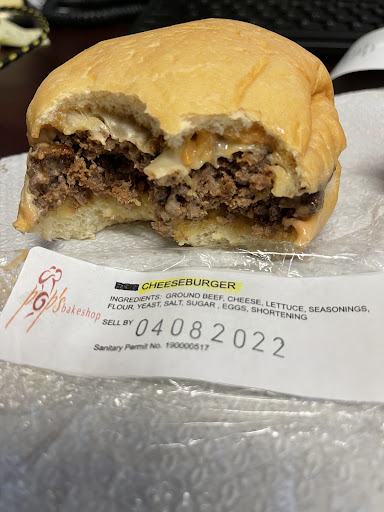 CHEESEBURGER
INGREDIENTS: GROUND BEEF, CHEESE, LETTUCE, SEASONINGS,
FLOUR, YEAST, SALT, SUGAR , EGGS, SHORTENING
pop's bakeshop
SELL BY 04082022
Sanitary Permit No. 190000517